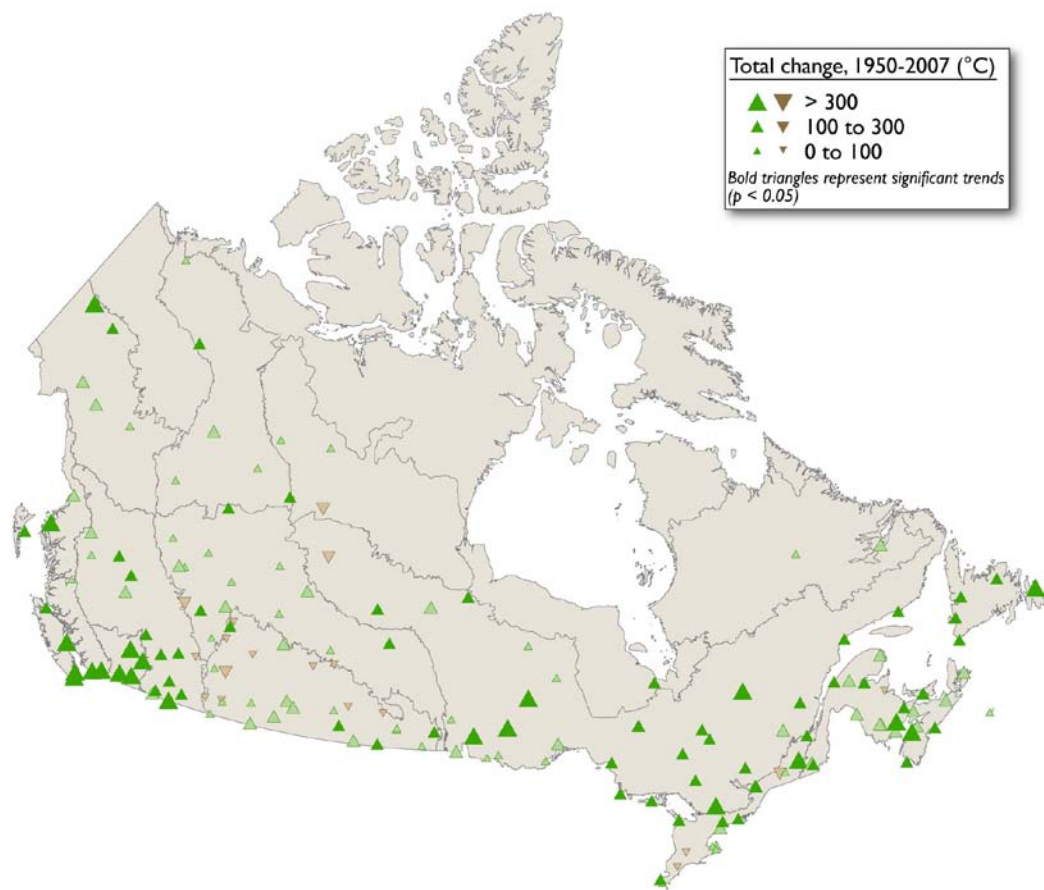 Total change, 1950-2007 (°C)
> 300
100 to 300
0 to 100
Bold triangles represent significant trends
(p < 0.05)